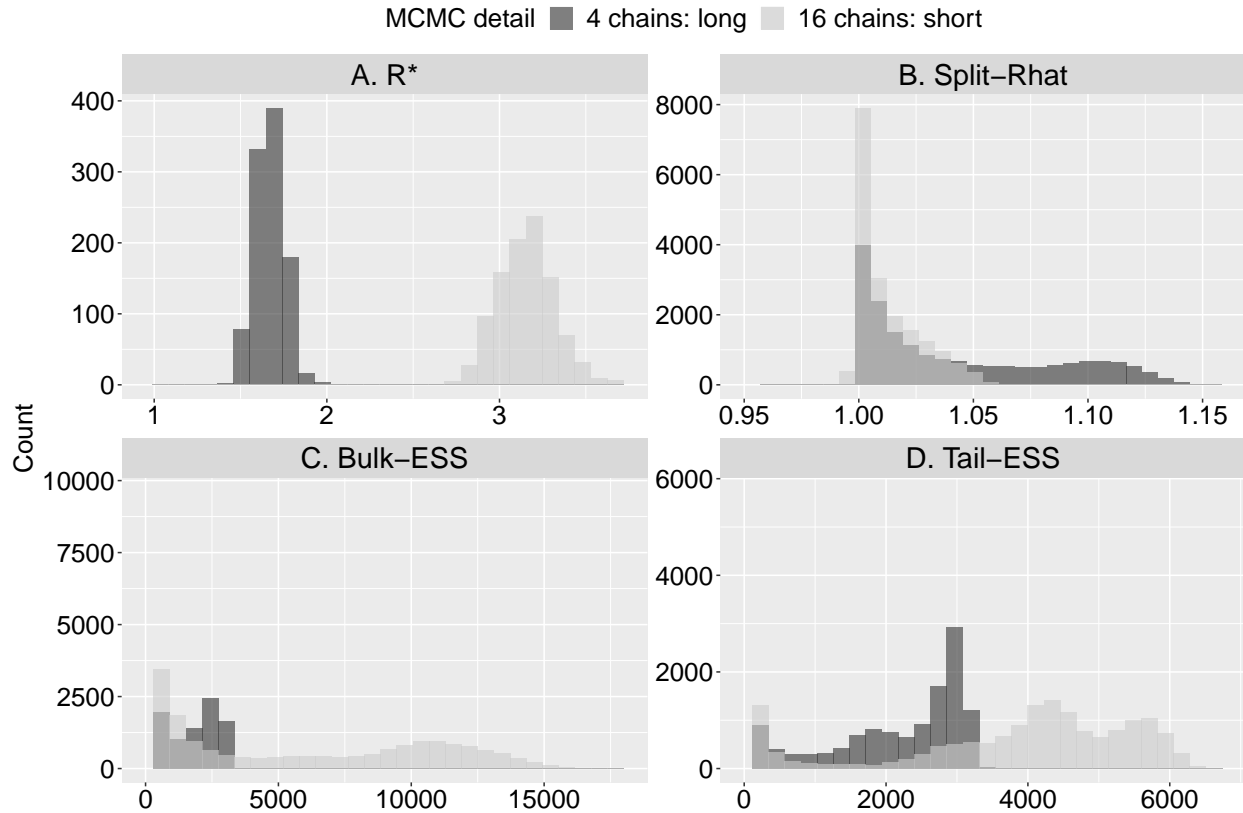 MCMC detail 4 chains: long 16 chains: short
A. R*
400
300
200
100
0
1 2 3
B. Split−Rhat
8000
6000
4000
2000
0
0.95 1.00 1.05 1.10 1.15
Count
C. Bulk−ESS
10000
7500
5000
2500
0
0 5000 10000 15000
D. Tail−ESS
6000
4000
2000
0
0 2000 4000 6000